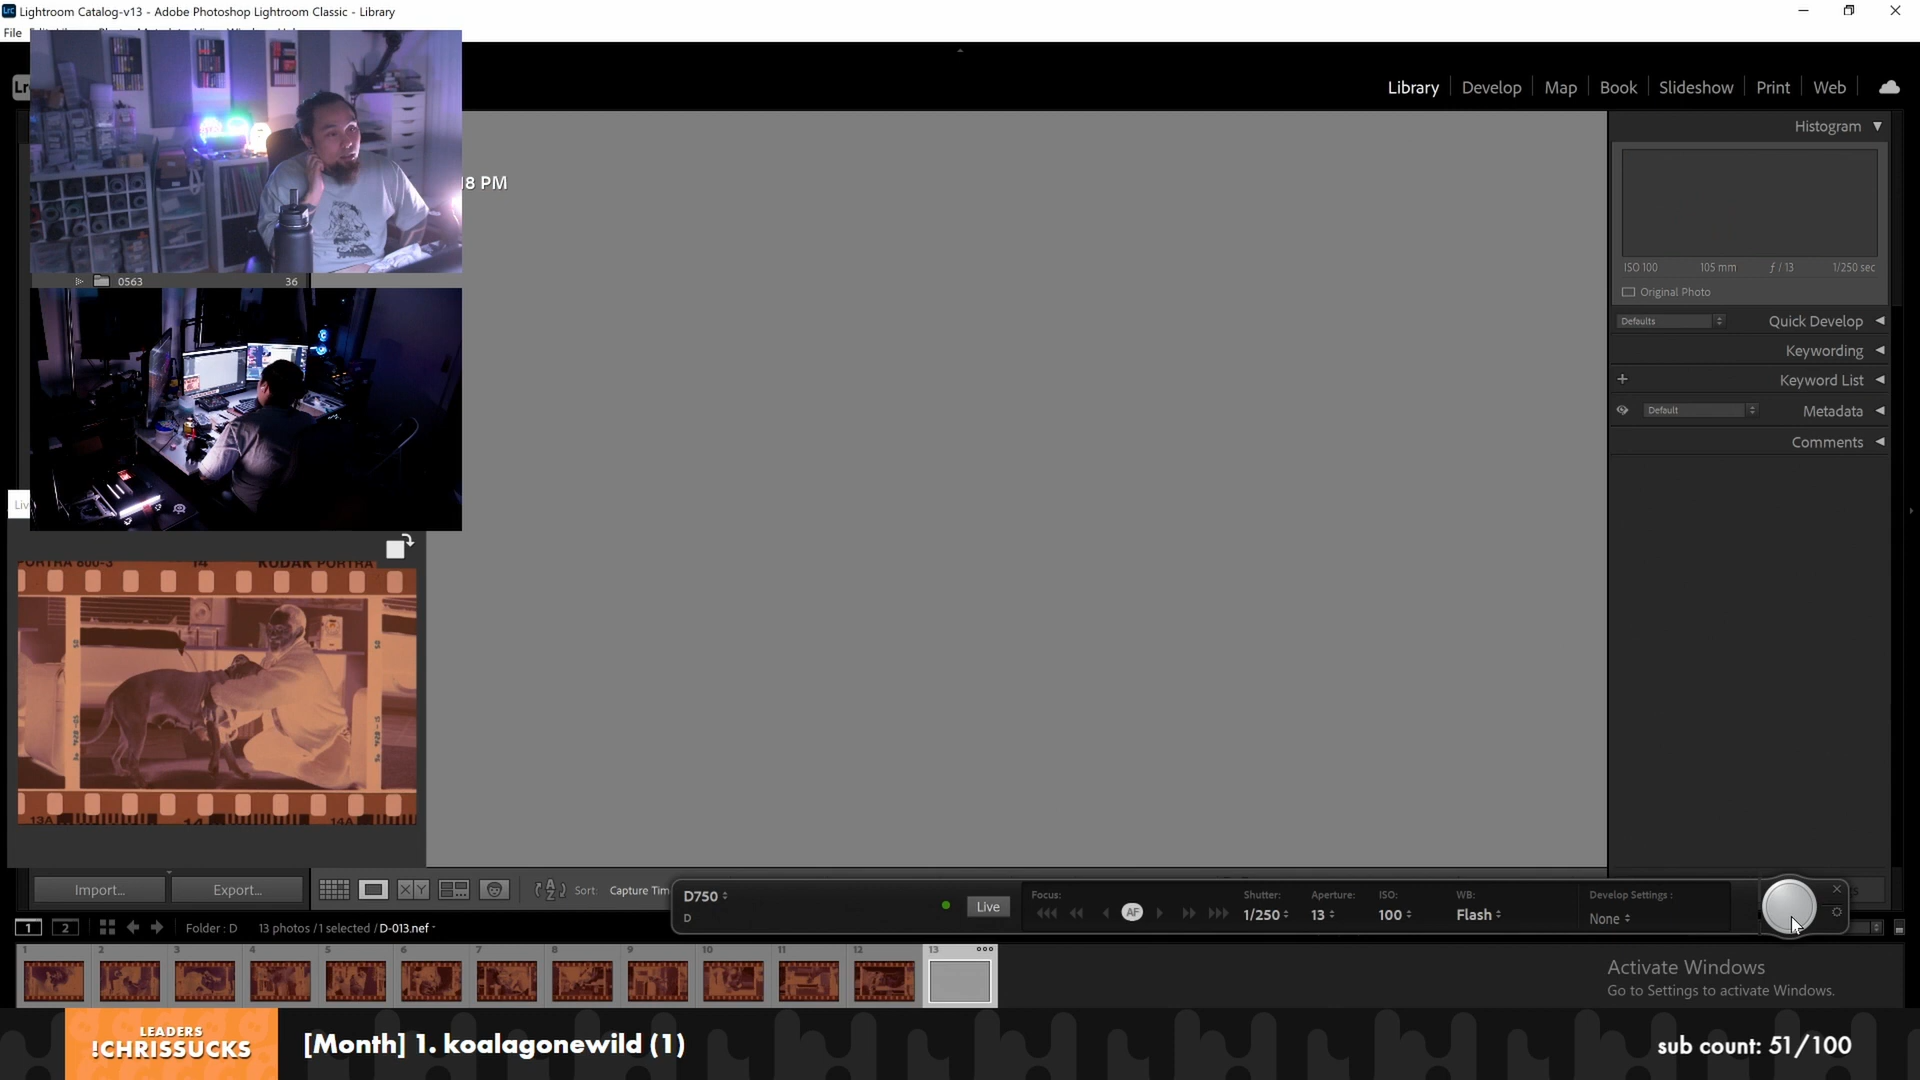 Lrc Lightroom Catalog-v13 - Adobe Photoshop Lightroom Classic - Library
File
Library Develop Map Book Slideshow Print Web
Histogram
18 PM
ISO 100 105 mm ƒ / 13 1/250 sec
0563 36
Original Photo
Defaults Quick Develop
Keywording
+ Keyword List
Default Metadata
Comments
Liv
PORTRA 800-3 14 KODAK PORTRA
13A 14 14A
Import... Export... XY Sort: Capture Tim
D750 Live Focus: AF Shutter: 1/250 Aperture: 13 ISO: 100 WB: Flash Develop Settings : None
D
1 2 Folder : D 13 photos / 1 selected / D-013.nef
1 2 3 4 5 6 7 8 9 10 11 12 13
Activate Windows
Go to Settings to activate Windows.
LEADERS
!CHRISSUCKS
[Month] 1. koalagonewild (1)
sub count: 51/100